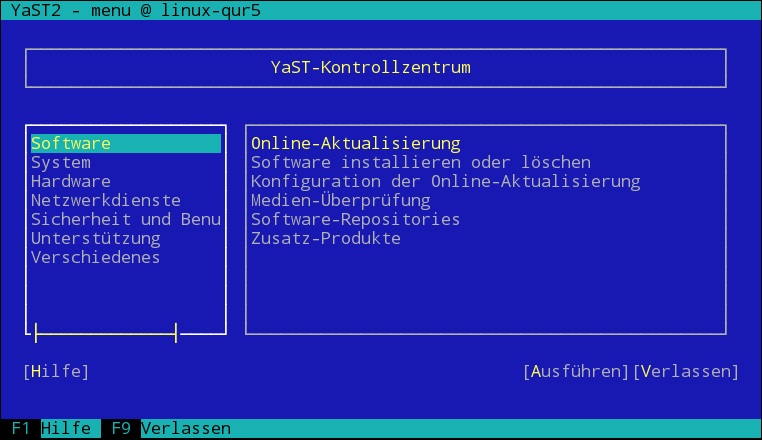 YaST2 - menu @ linux-qur5
YaST-Kontrollzentrum
Software
System
Hardware
Netzwerkdienste
Sicherheit und Benu
Unterstützung
Verschiedenes
Online-Aktualisierung
Software installieren oder löschen
Konfiguration der Online-Aktualisierung
Medien-Überprüfung
Software-Repositories
Zusatz-Produkte
[Hilfe] [Ausführen][Verlassen]
F1 Hilfe F9 Verlassen